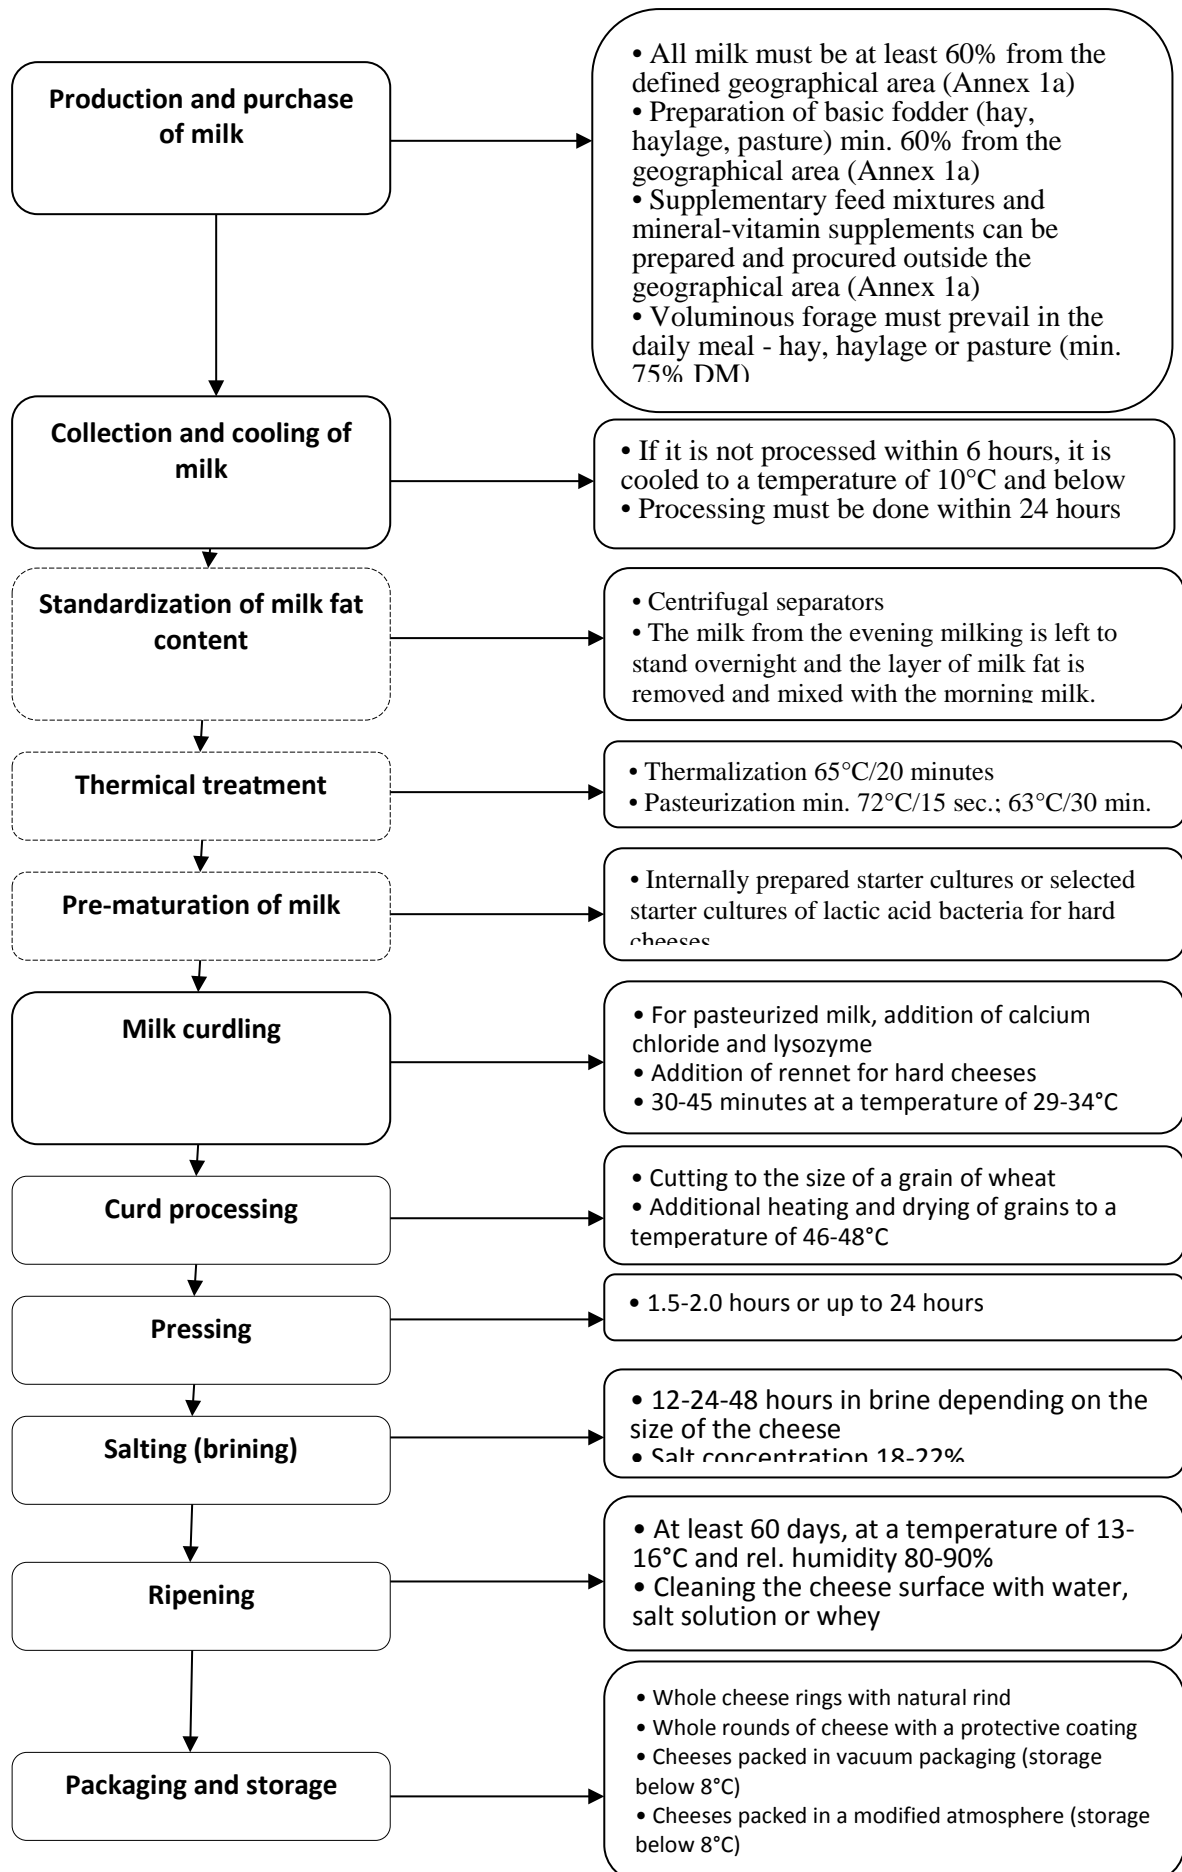 Production and purchase
of milk
• All milk must be at least 60% from the
defined geographical area (Annex 1a)
• Preparation of basic fodder (hay,
haylage, pasture) min. 60% from the
geographical area (Annex 1a)
• Supplementary feed mixtures and
mineral-vitamin supplements can be
prepared and procured outside the
geographical area (Annex 1a)
• Voluminous forage must prevail in the
daily meal - hay, haylage or pasture (min.
75% DM)
Collection and cooling of
milk
• If it is not processed within 6 hours, it is
cooled to a temperature of 10°C and below
• Processing must be done within 24 hours
Standardization of milk fat
content
• Centrifugal separators
• The milk from the evening milking is left to
stand overnight and the layer of milk fat is
removed and mixed with the morning milk.
Thermical treatment
• Thermalization 65°C/20 minutes
• Pasteurization min. 72°C/15 sec.; 63°C/30 min.
Pre-maturation of milk
• Internally prepared starter cultures or selected
starter cultures of lactic acid bacteria for hard
cheeses
Milk curdling
• For pasteurized milk, addition of calcium
chloride and lysozyme
• Addition of rennet for hard cheeses
• 30-45 minutes at a temperature of 29-34°C
Curd processing
• Cutting to the size of a grain of wheat
• Additional heating and drying of grains to a
temperature of 46-48°C
Pressing
• 1.5-2.0 hours or up to 24 hours
Salting (brining)
• 12-24-48 hours in brine depending on the
size of the cheese
• Salt concentration 18-22%
Ripening
• At least 60 days, at a temperature of 13-
16°C and rel. humidity 80-90%
• Cleaning the cheese surface with water,
salt solution or whey
Packaging and storage
• Whole cheese rings with natural rind
• Whole rounds of cheese with a protective coating
• Cheeses packed in vacuum packaging (storage
below 8°C)
• Cheeses packed in a modified atmosphere (storage
below 8°C)